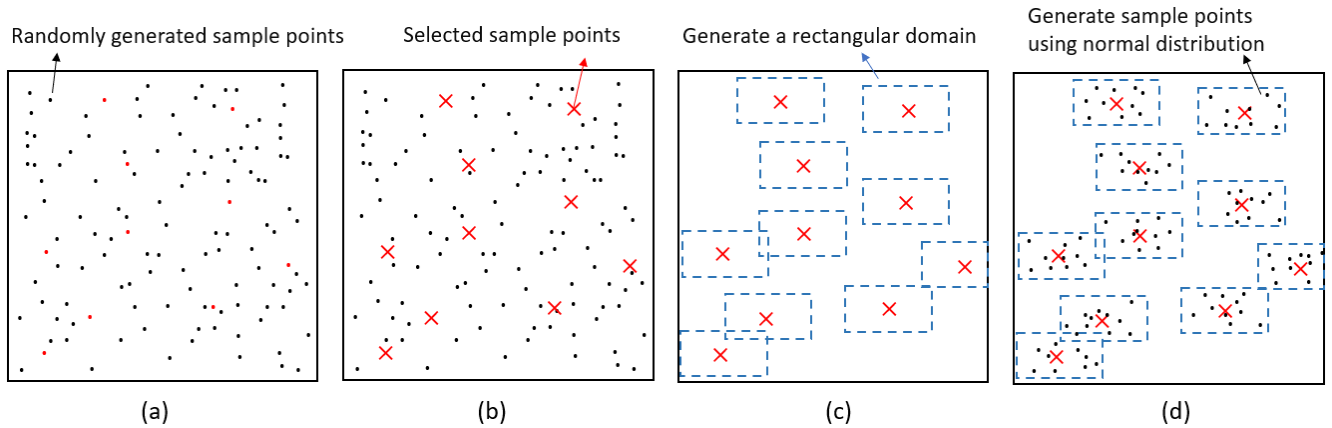 Randomly generated sample points
Selected sample points
Generate a rectangular domain
Generate sample points
using normal distribution
(a)
(b)
(c)
(d)